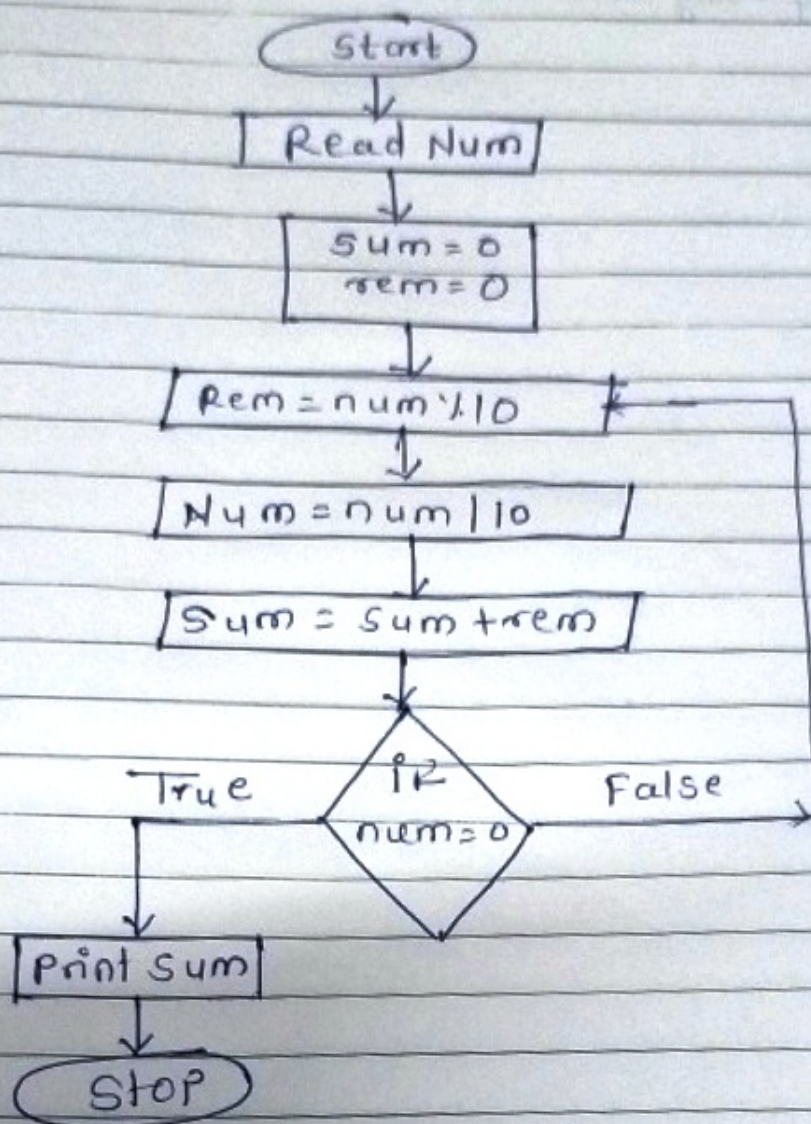 Start
Read Num
Sum = 0
rem = 0
Rem = num % 10
Num = num | 10
Sum = sum + rem
if
num = 0
True
False
Print Sum
Stop